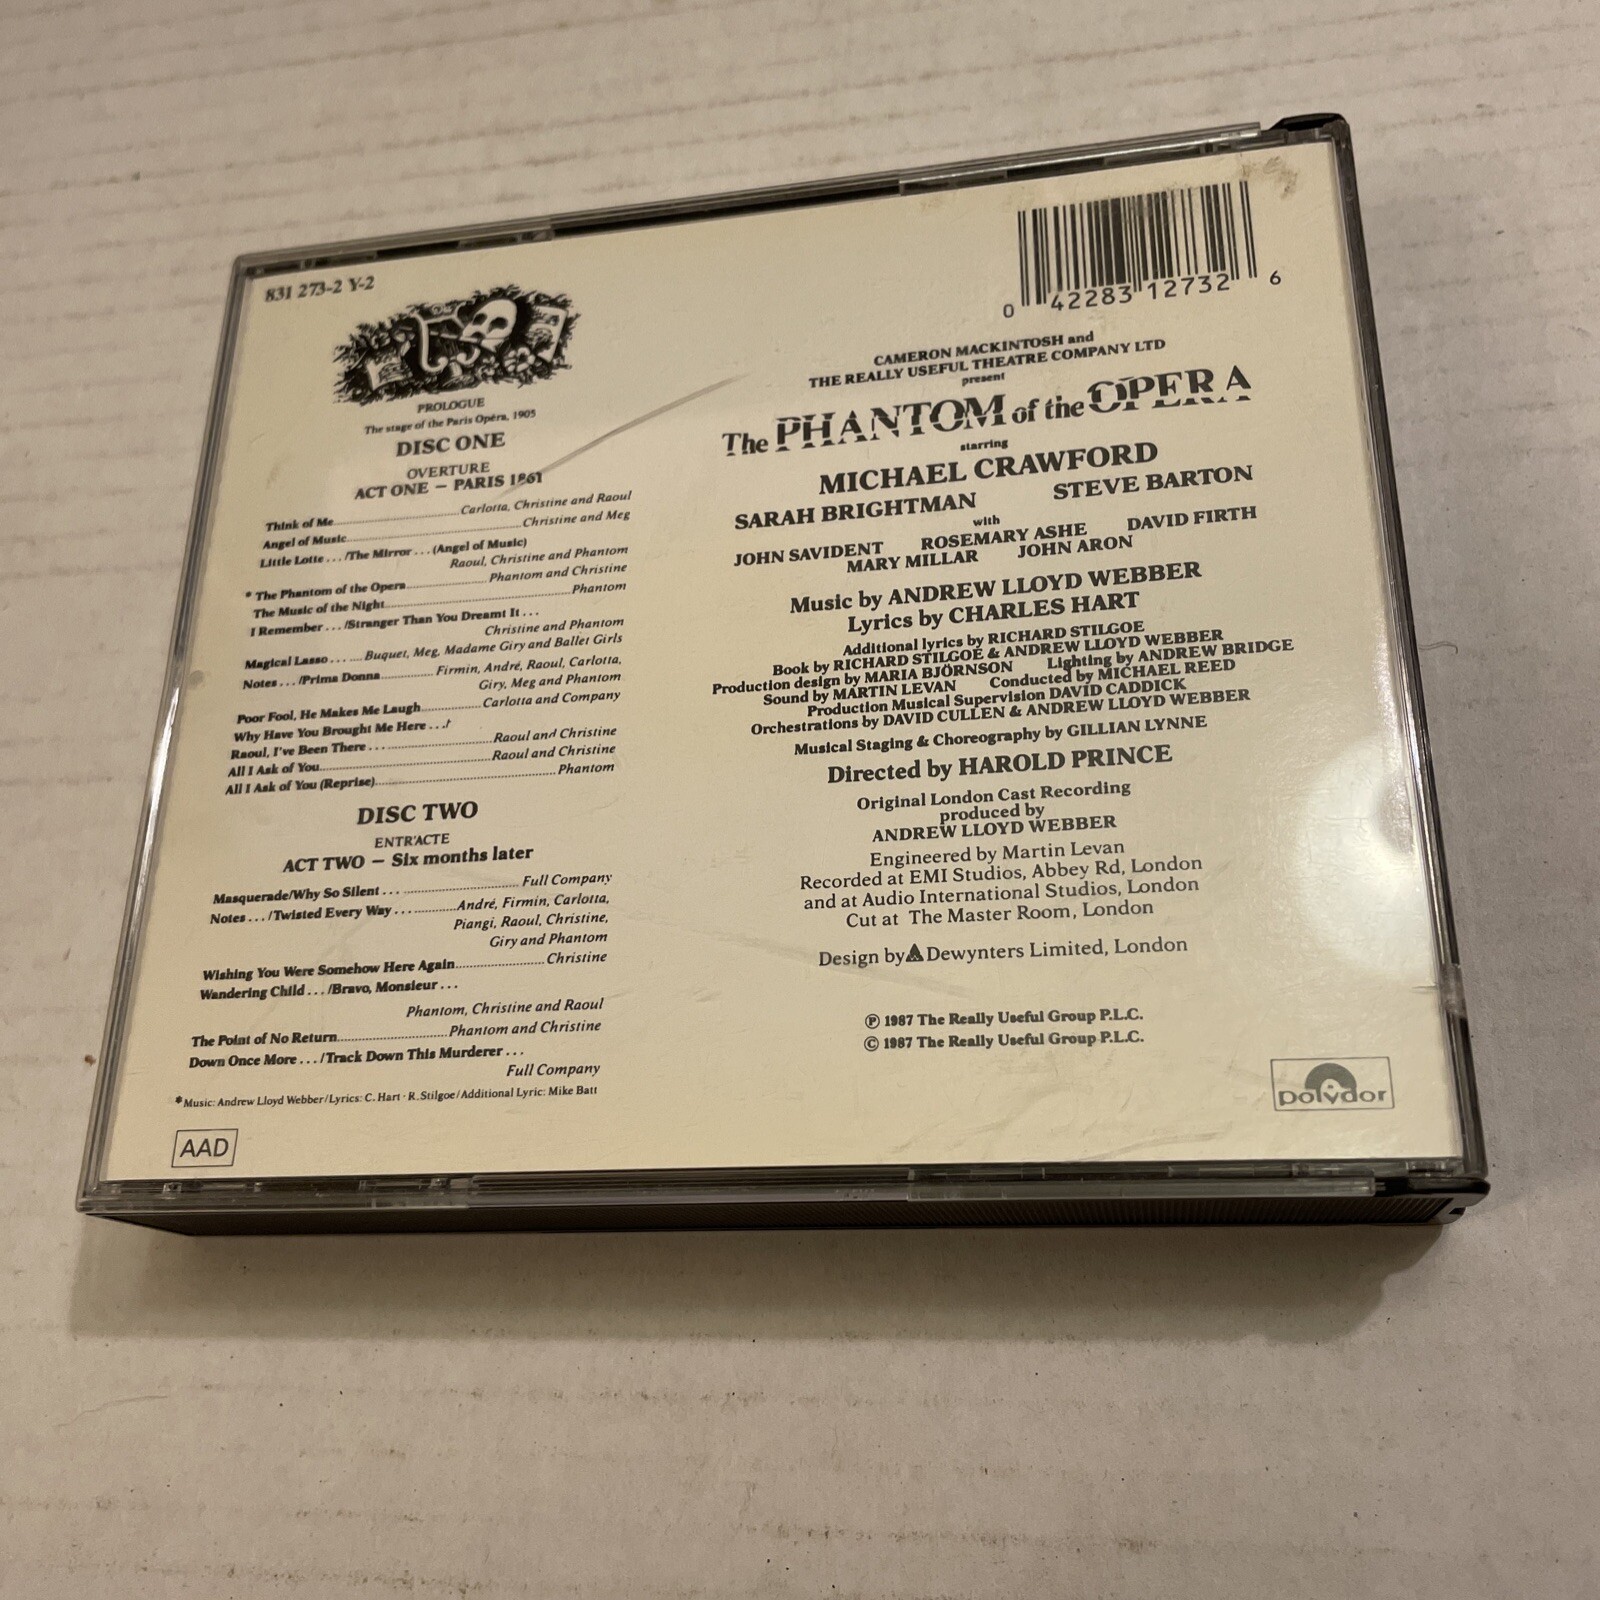 831 273-2 Y-2
PROLOGUE
The stage of the Paris Opéra, 1905
DISC ONE
OVERTURE
ACT ONE — PARIS 1861
Think of Me Carlotta, Christine and Raoul
Angel of Music Christine and Meg
Little Lotte . . . /The Mirror . . . (Angel of Music)
Raoul, Christine and Phantom
* The Phantom of the Opera Phantom and Christine
The Music of the Night Phantom
I Remember . . . /Stranger Than You Dreamt It . . .
Christine and Phantom
Magical Lasso . . . Buquet, Meg, Madame Giry and Ballet Girls
Notes . . . /Prima Donna Firmin, André, Raoul, Carlotta,
Giry, Meg and Phantom
Poor Fool, He Makes Me Laugh Carlotta and Company
Why Have You Brought Me Here . . ./
Raoul, I've Been There . . . Raoul and Christine
All I Ask of You Raoul and Christine
All I Ask of You (Reprise) Phantom
DISC TWO
ENTR'ACTE
ACT TWO — Six months later
Masquerade/Why So Silent . . . Full Company
Notes . . . /Twisted Every Way . . . André, Firmin, Carlotta,
Piangi, Raoul, Christine,
Giry and Phantom
Wishing You Were Somehow Here Again Christine
Wandering Child . . . /Bravo, Monsieur . . .
Phantom, Christine and Raoul
The Point of No Return Phantom and Christine
Down Once More . . . /Track Down This Murderer . . .
Full Company
*Music: Andrew Lloyd Webber/Lyrics: C. Hart · R. Stilgoe/Additional Lyric: Mike Batt
AAD
0 42283 12732 6
CAMERON MACKINTOSH and
THE REALLY USEFUL THEATRE COMPANY LTD
present
The PHANTOM of the OPERA
starring
MICHAEL CRAWFORD
SARAH BRIGHTMAN STEVE BARTON
with
JOHN SAVIDENT ROSEMARY ASHE DAVID FIRTH
MARY MILLAR JOHN ARON
Music by ANDREW LLOYD WEBBER
Lyrics by CHARLES HART
Additional lyrics by RICHARD STILGOE
Book by RICHARD STILGOE & ANDREW LLOYD WEBBER
Production design by MARIA BJÖRNSON Lighting by ANDREW BRIDGE
Sound by MARTIN LEVAN Conducted by MICHAEL REED
Production Musical Supervision DAVID CADDICK
Orchestrations by DAVID CULLEN & ANDREW LLOYD WEBBER
Musical Staging & Choreography by GILLIAN LYNNE
Directed by HAROLD PRINCE
Original London Cast Recording
produced by
ANDREW LLOYD WEBBER
Engineered by Martin Levan
Recorded at EMI Studios, Abbey Rd, London
and at Audio International Studios, London
Cut at The Master Room, London
Design by Dewynters Limited, London
℗ 1987 The Really Useful Group P.L.C.
© 1987 The Really Useful Group P.L.C.
polydor